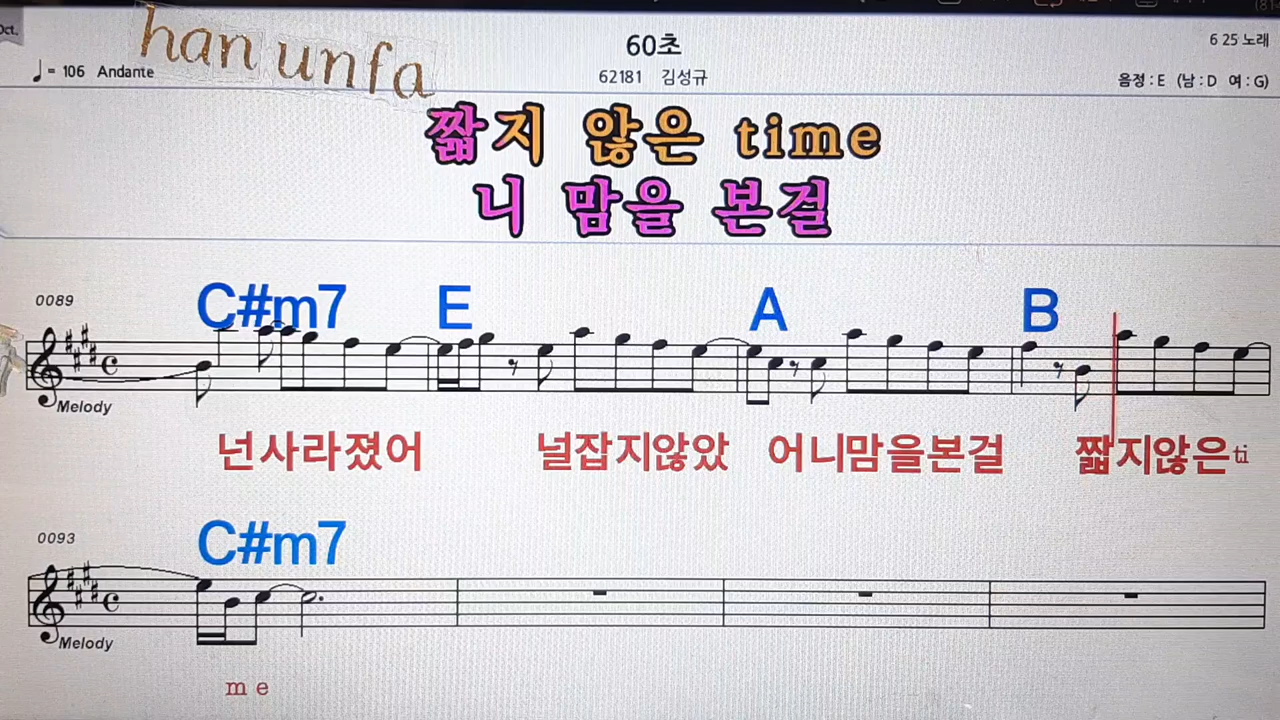 Oct.
han unfa
60초
6 25 노래
♩= 106 Andante
62181 김성규
음정 : E (남 : D 여 : G)
짧지 않은 time
니 맘을 본걸
0089
C#m7 E A B
Melody
넌사라졌어 널잡지않았 어니맘을본걸 짧지않은ti
0093
C#m7
Melody
m e